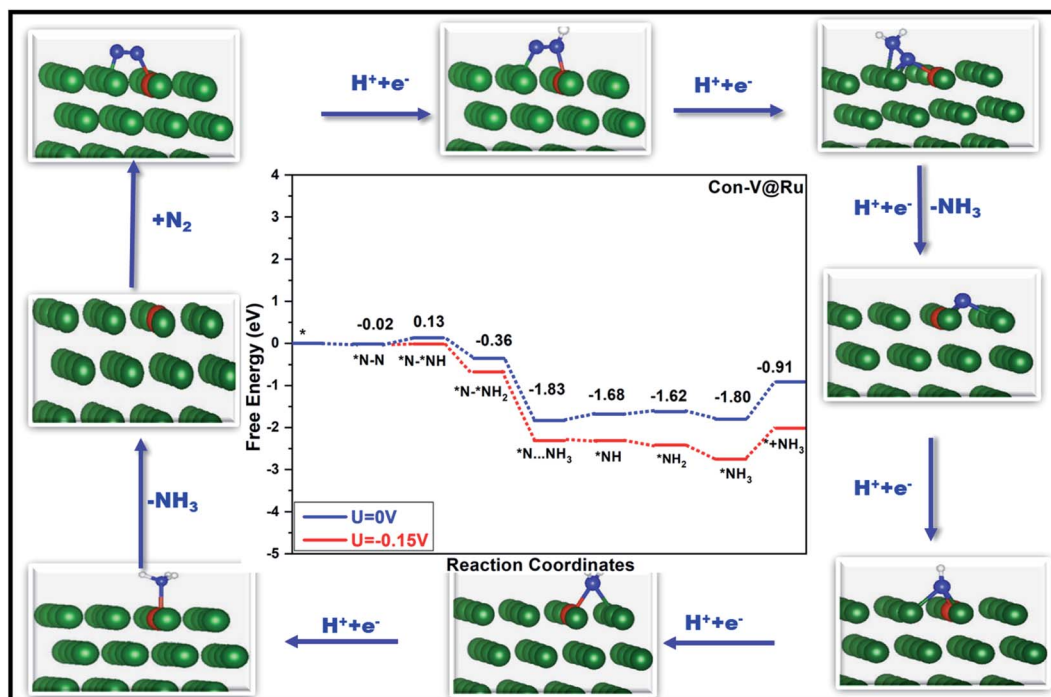 H⁺+e⁻
H⁺+e⁻
+N₂
H⁺+e⁻ -NH₃
H⁺+e⁻
H⁺+e⁻
H⁺+e⁻
-NH₃
Con-V@Ru
Free Energy (eV)
4
3
2
1
0
-1
-2
-3
-4
-5
*
-0.02
0.13
-0.36
-1.83
-1.68
-1.62
-1.80
-0.91
*N-N
*N-*NH
*N-*NH₂
*N...NH₃
*NH
*NH₂
*NH₃
*+NH₃
U=0V
U=-0.15V
Reaction Coordinates